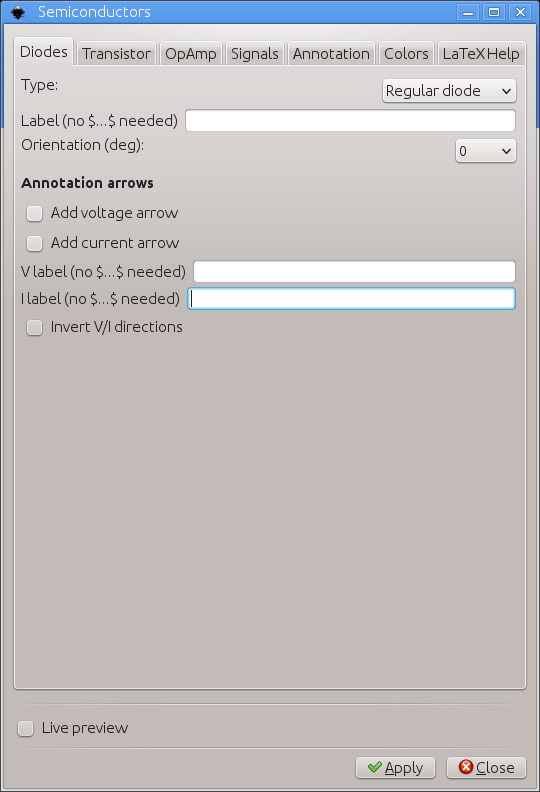 Semiconductors
Diodes Transistor OpAmp Signals Annotation Colors LaTeXHelp
Type: Regular diode
Label (no $...$ needed)
Orientation (deg): 0
Annotation arrows
Add voltage arrow
Add current arrow
V label (no $...$ needed)
I label (no $...$ needed)
Invert V/I directions
Live preview
Apply Close